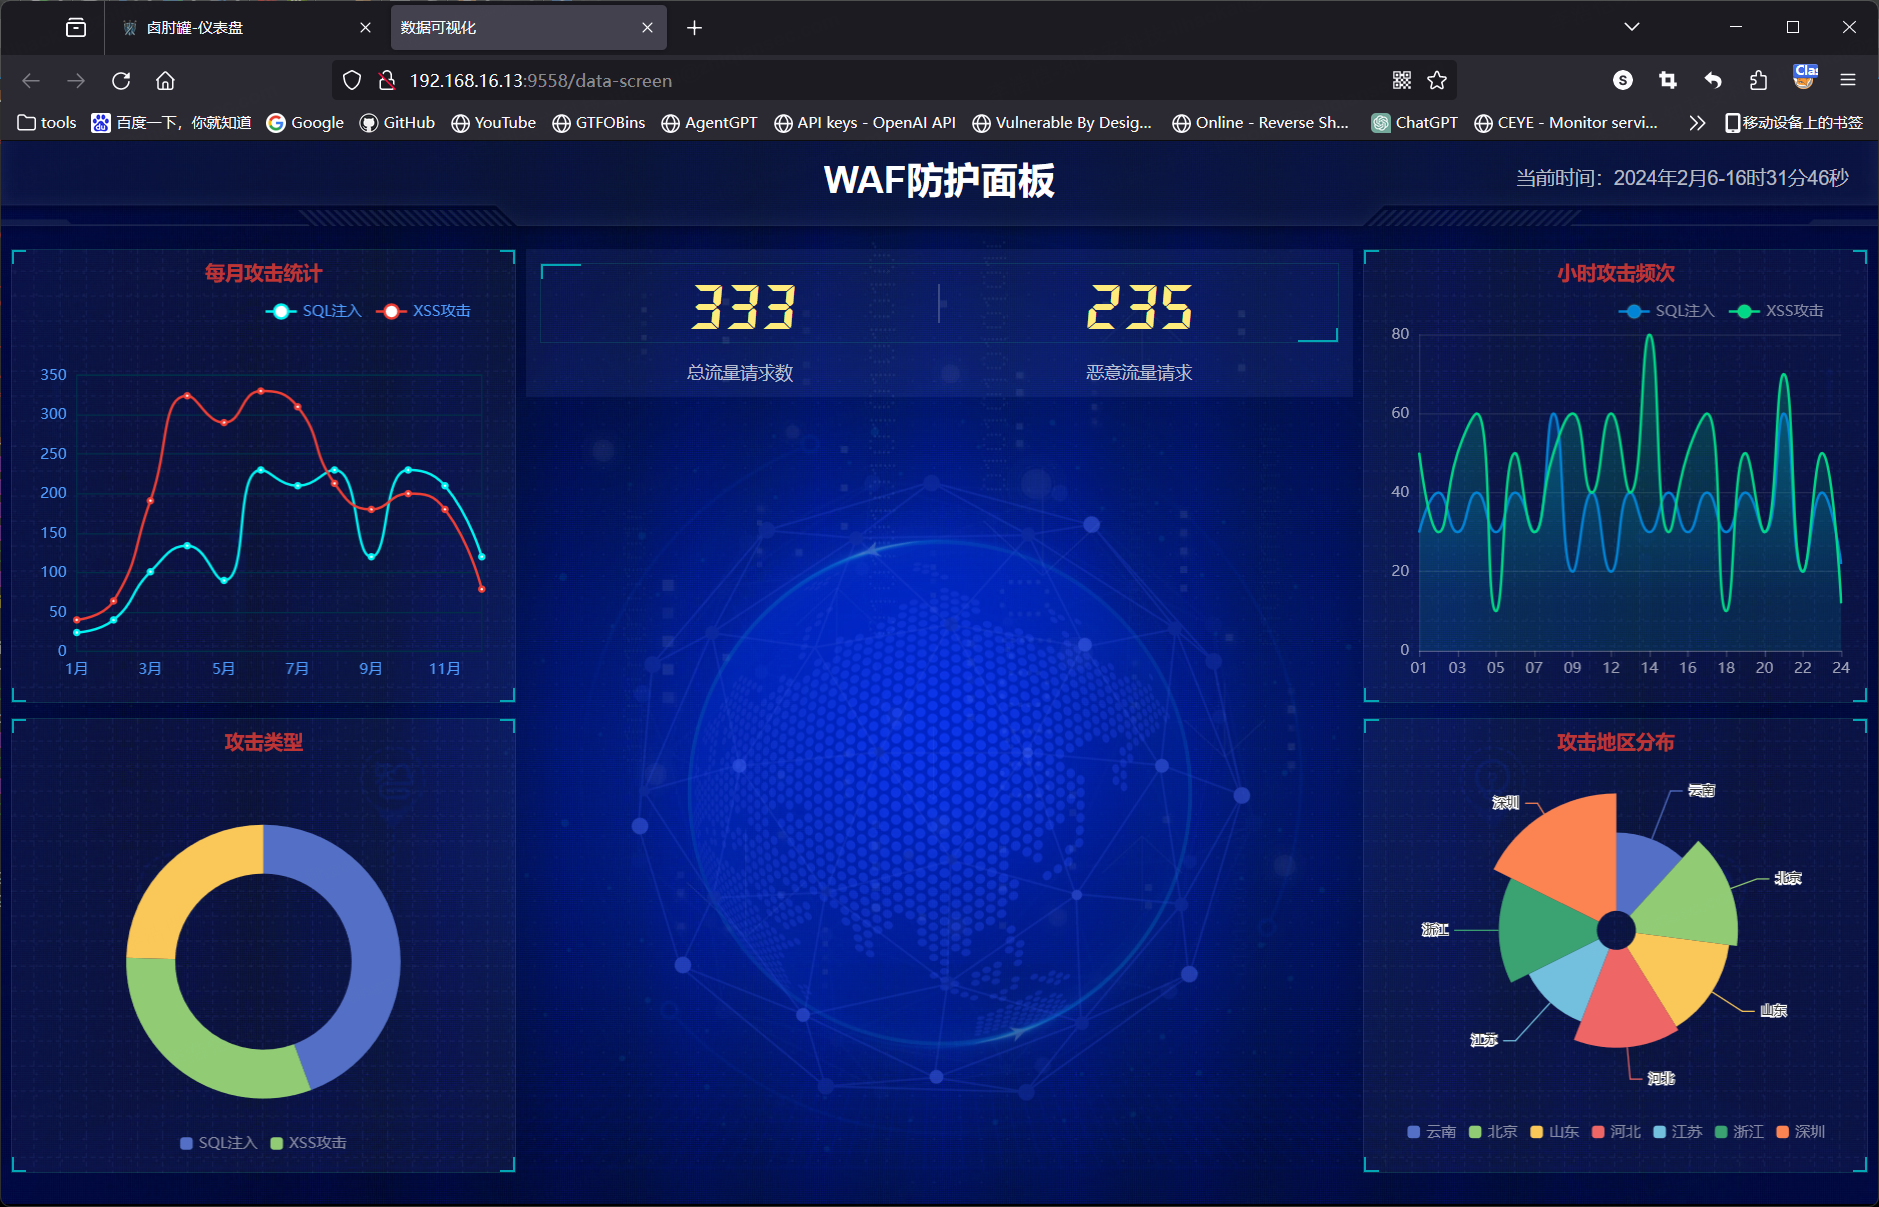 卤肘罐-仪表盘
数据可视化
192.168.16.13:9558/data-screen
S
Clas
tools
百度一下，你就知道
Google
GitHub
YouTube
GTFOBins
AgentGPT
API keys - OpenAI API
Vulnerable By Desig...
Online - Reverse Sh...
ChatGPT
CEYE - Monitor servi...
移动设备上的书签
WAF防护面板
当前时间：2024年2月6-16时31分46秒
每月攻击统计
SQL注入 XSS攻击
350
300
250
200
150
100
50
0
1月 3月 5月 7月 9月 11月
333
235
总流量请求数
恶意流量请求
小时攻击频次
SQL注入 XSS攻击
80
60
40
20
0
01 03 05 07 09 12 14 16 18 20 22 24
攻击类型
SQL注入 XSS攻击
攻击地区分布
深圳
云南
北京
浙江
山东
江苏
河北
云南 北京 山东 河北 江苏 浙江 深圳